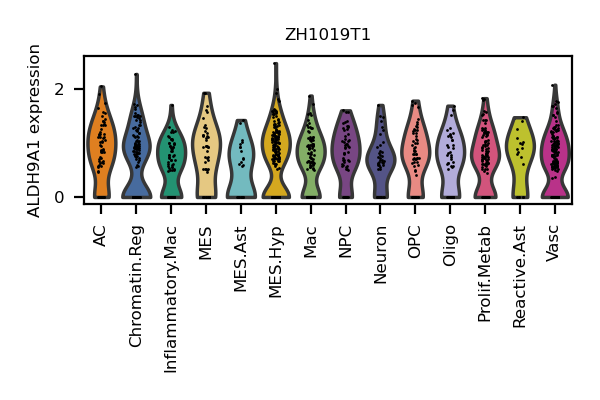 ZH1019T1
ALDH9A1 expression
2
0
AC
Chromatin.Reg
Inflammatory.Mac
MES
MES.Ast
MES.Hyp
Mac
NPC
Neuron
OPC
Oligo
Prolif.Metab
Reactive.Ast
Vasc